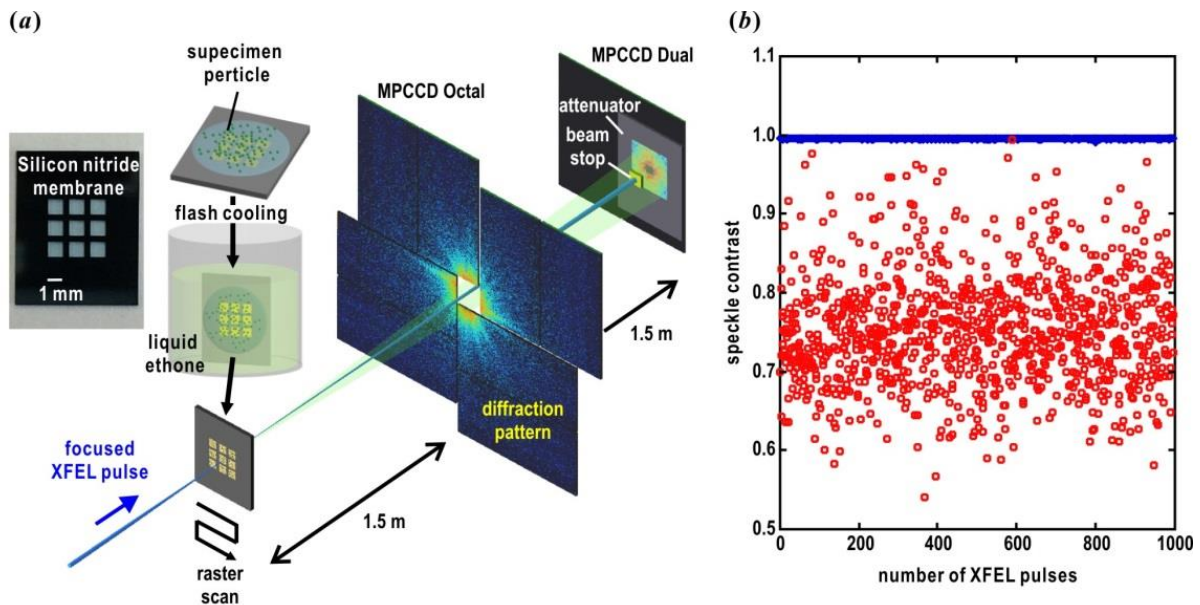 (a)
supecimen
perticle
MPCCD Octal
MPCCD Dual
attenuator
beam
stop
Silicon nitride
membrane
1 mm
flash cooling
liquid
ethone
diffraction
pattern
1.5 m
focused
XFEL pulse
1.5 m
raster
scan
(b)
1.1
1.0
0.9
0.8
0.7
0.6
0.5
speckle contrast
0 200 400 600 800 1000
number of XFEL pulses